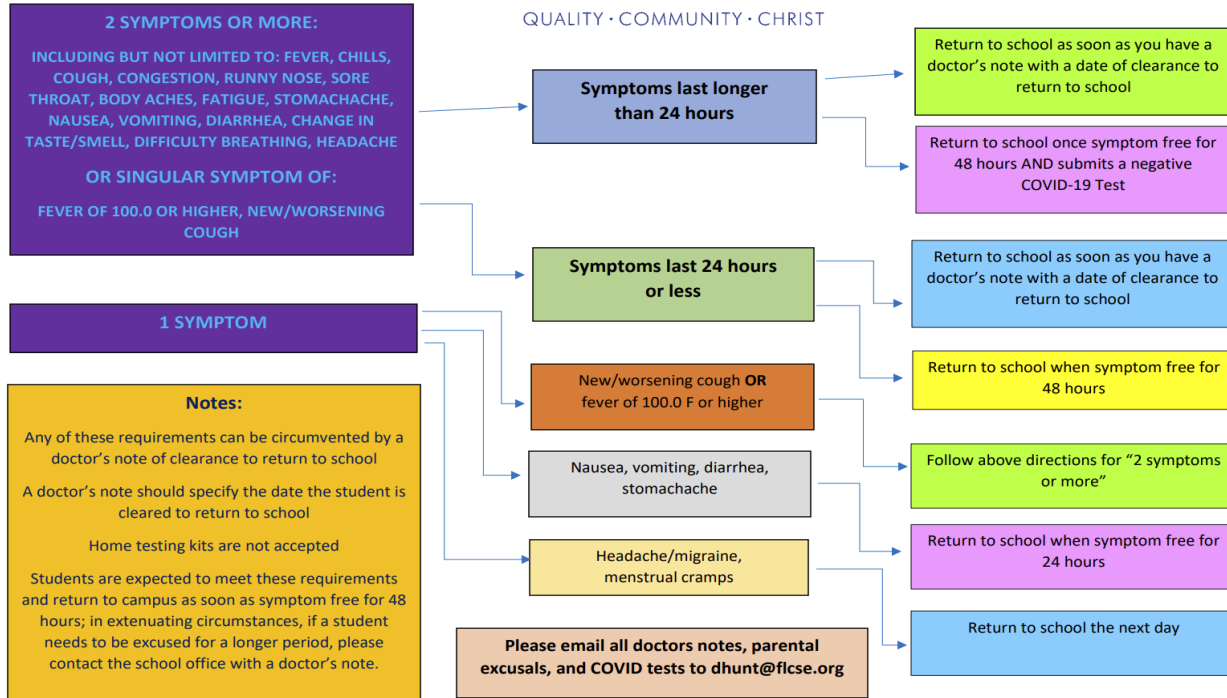 QUALITY · COMMUNITY · CHRIST
2 SYMPTOMS OR MORE:
INCLUDING BUT NOT LIMITED TO: FEVER, CHILLS,
COUGH, CONGESTION, RUNNY NOSE, SORE
THROAT, BODY ACHES, FATIGUE, STOMACHACHE,
NAUSEA, VOMITING, DIARRHEA, CHANGE IN
TASTE/SMELL, DIFFICULTY BREATHING, HEADACHE
OR SINGULAR SYMPTOM OF:
FEVER OF 100.0 OR HIGHER, NEW/WORSENING
COUGH
Symptoms last longer
than 24 hours
Return to school as soon as you have a
doctor's note with a date of clearance to
return to school
Return to school once symptom free for
48 hours AND submits a negative
COVID-19 Test
Symptoms last 24 hours
or less
Return to school as soon as you have a
doctor's note with a date of clearance to
return to school
Return to school when symptom free for
48 hours
1 SYMPTOM
New/worsening cough OR
fever of 100.0 F or higher
Follow above directions for “2 symptoms
or more”
Nausea, vomiting, diarrhea,
stomachache
Return to school when symptom free for
24 hours
Headache/migraine,
menstrual cramps
Return to school the next day
Notes:
Any of these requirements can be circumvented by a
doctor's note of clearance to return to school
A doctor's note should specify the date the student is
cleared to return to school
Home testing kits are not accepted
Students are expected to meet these requirements
and return to campus as soon as symptom free for 48
hours; in extenuating circumstances, if a student
needs to be excused for a longer period, please
contact the school office with a doctor's note.
Please email all doctors notes, parental
excusals, and COVID tests to dhunt@flcse.org